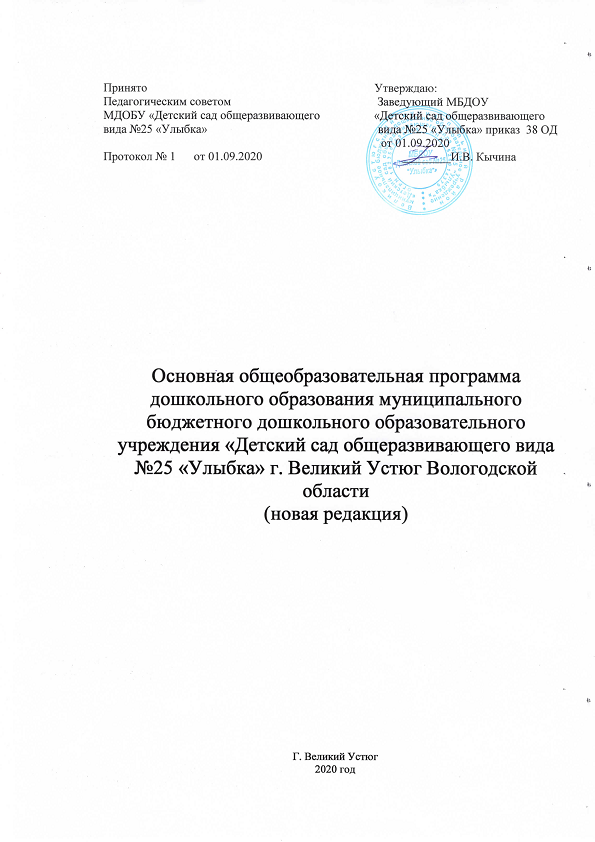 Принято
Педагогическим советом
МДОБУ «Детский сад общеразвивающего
вида №25 «Улыбка»
Протокол № 1 от 01.09.2020
Утверждаю:
Заведующий МБДОУ
«Детский сад общеразвивающего
вида №25 «Улыбка» приказ 38 ОД
от 01.09.2020
И.В. Кычина
"Улыбка"
Основная общеобразовательная программа
дошкольного образования муниципального
бюджетного дошкольного образовательного
учреждения «Детский сад общеразвивающего вида
№25 «Улыбка» г. Великий Устюг Вологодской
области
(новая редакция)
Г. Великий Устюг
2020 год